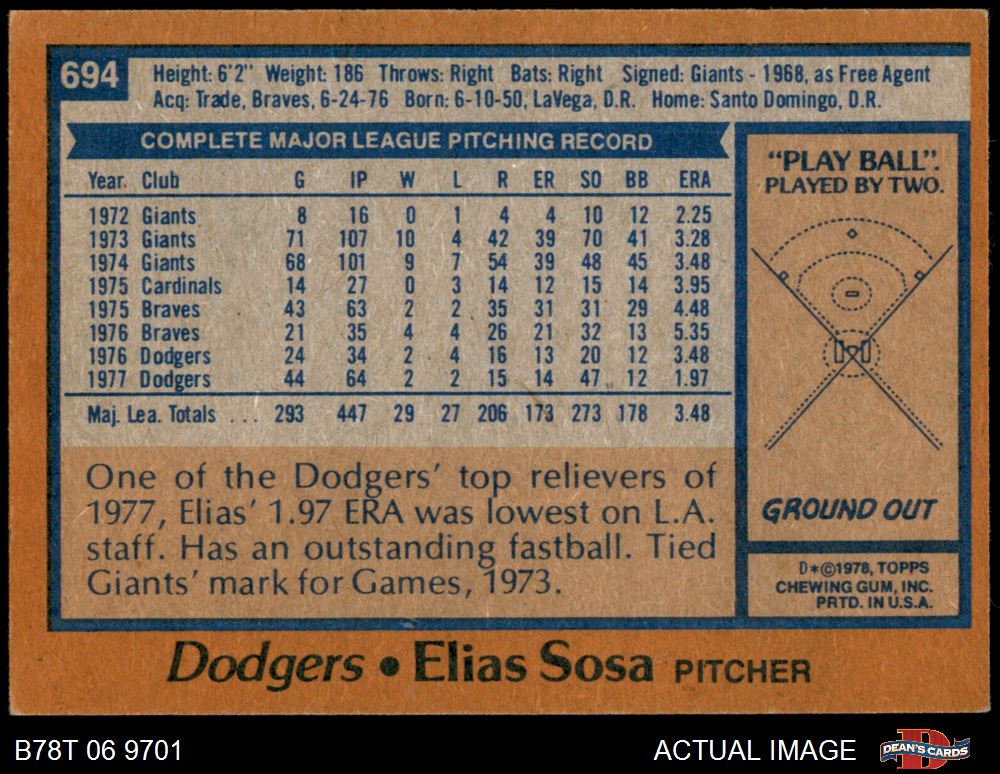 694
Height: 6'2" Weight: 186 Throws: Right Bats: Right Signed: Giants - 1968, as Free Agent
Acq: Trade, Braves, 6-24-76 Born: 6-10-50, LaVega, D.R. Home: Santo Domingo, D.R.
COMPLETE MAJOR LEAGUE PITCHING RECORD
Year. Club G IP W L R ER SO BB ERA
1972 Giants 8 16 0 1 4 4 10 12 2.25
1973 Giants 71 107 10 4 42 39 70 41 3.28
1974 Giants 68 101 9 7 54 39 48 45 3.48
1975 Cardinals 14 27 0 3 14 12 15 14 3.95
1975 Braves 43 63 2 2 35 31 31 29 4.48
1976 Braves 21 35 4 4 26 21 32 13 5.35
1976 Dodgers 24 34 2 4 16 13 20 12 3.48
1977 Dodgers 44 64 2 2 15 14 47 12 1.97
Maj. Lea. Totals . . . 293 447 29 27 206 173 273 178 3.48
One of the Dodgers' top relievers of
1977, Elias' 1.97 ERA was lowest on L.A.
staff. Has an outstanding fastball. Tied
Giants' mark for Games, 1973.
"PLAY BALL".
PLAYED BY TWO.
GROUND OUT
D*©1978, TOPPS
CHEWING GUM, INC.
PRTD. IN U.S.A.
Dodgers • Elias Sosa PITCHER
B78T 06 9701
ACTUAL IMAGE
D
DEAN'S CARDS